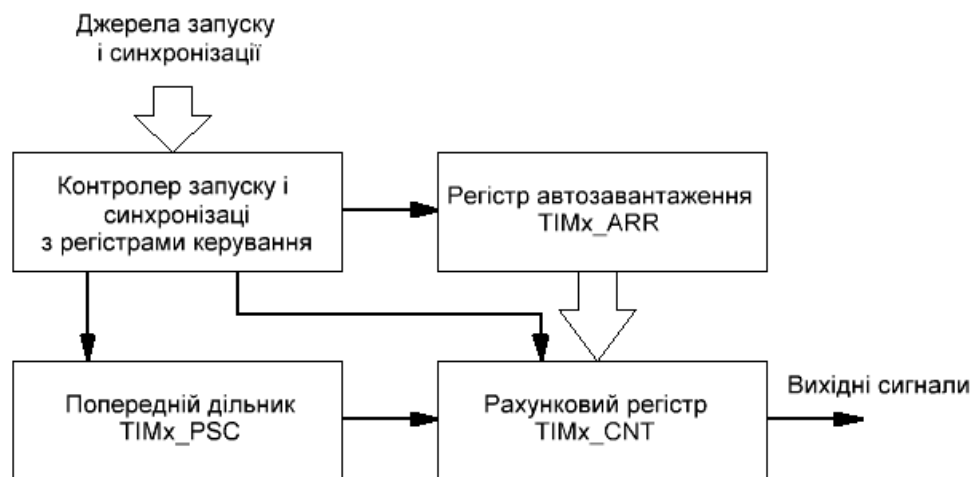 Джерела запуску
і синхронізації
Контролер запуску і
синхронізаці
з регістрами керування
Регістр автозавантаження
TIMx_ARR
Попередній дільник
TIMx_PSC
Рахунковий регістр
TIMx_CNT
Вихідні сигнали